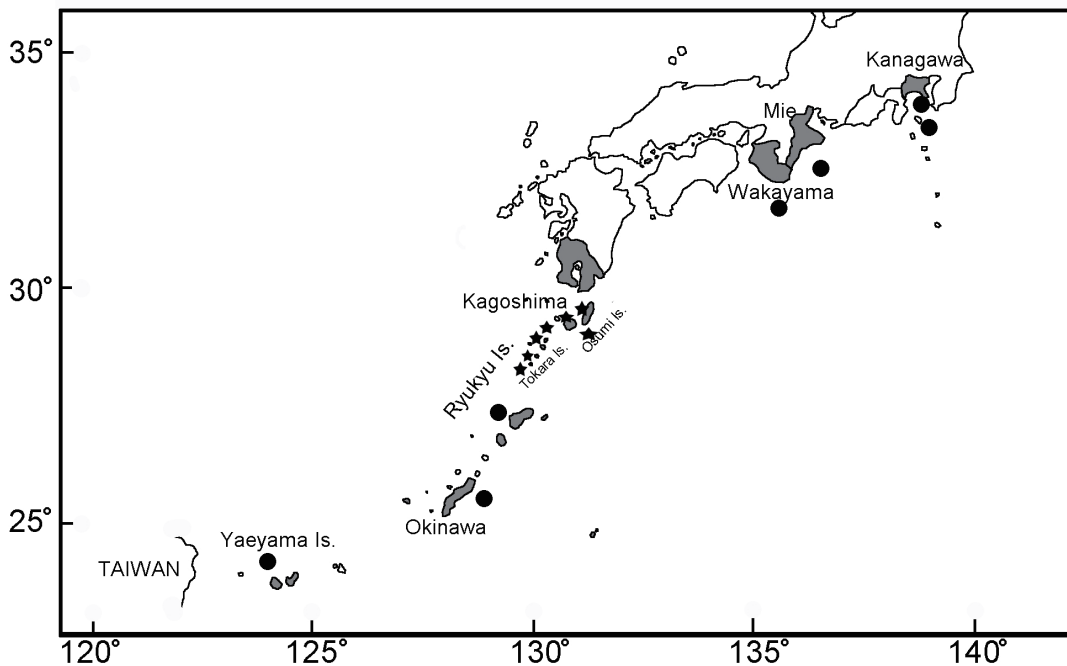 35°
Kanagawa
Mie
Wakayama
30°
Kagoshima
Osumi Is.
Tokara Is.
Ryukyu Is.
25°
Okinawa
Yaeyama Is.
TAIWAN
120°
125°
130°
135°
140°